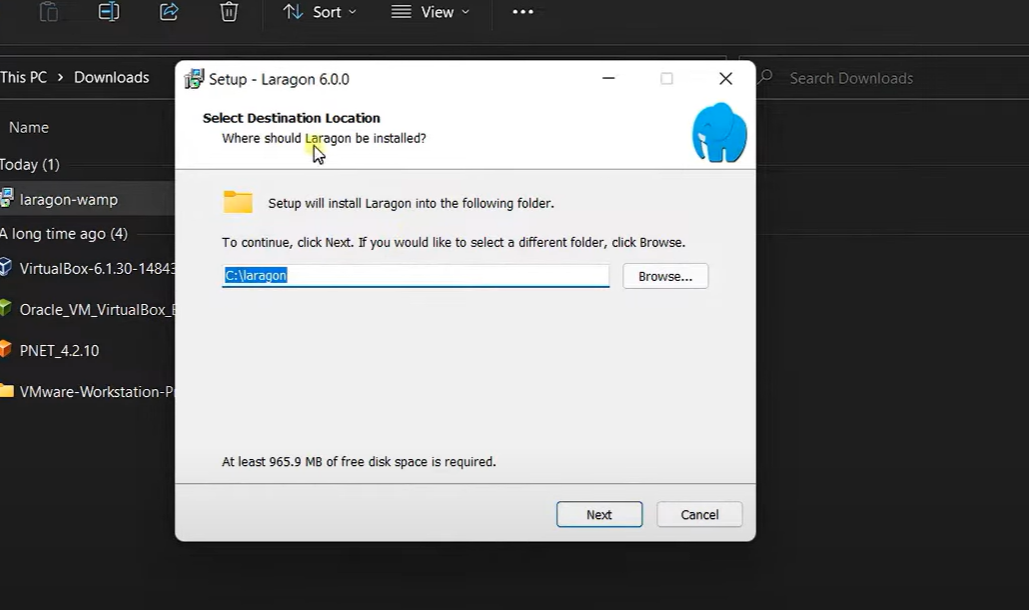 Sort
View
This PC > Downloads
Search Downloads
Name
Today (1)
laragon-wamp
A long time ago (4)
VirtualBox-6.1.30-14843
Oracle_VM_VirtualBox_E
PNET_4.2.10
VMware-Workstation-Pr
Setup - Laragon 6.0.0
Select Destination Location
Where should Laragon be installed?
Setup will install Laragon into the following folder.
To continue, click Next. If you would like to select a different folder, click Browse.
C:\laragon
Browse...
At least 965.9 MB of free disk space is required.
Next
Cancel